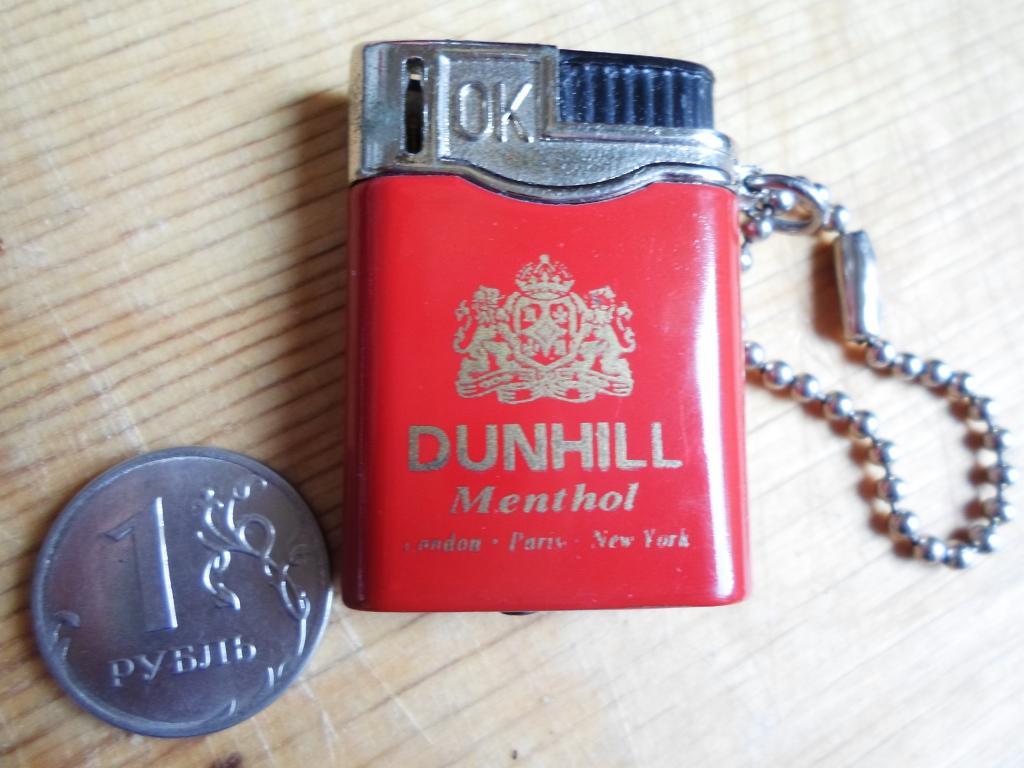 OK
DUNHILL
Menthol
London · Paris · New York
1
РУБЛЬ